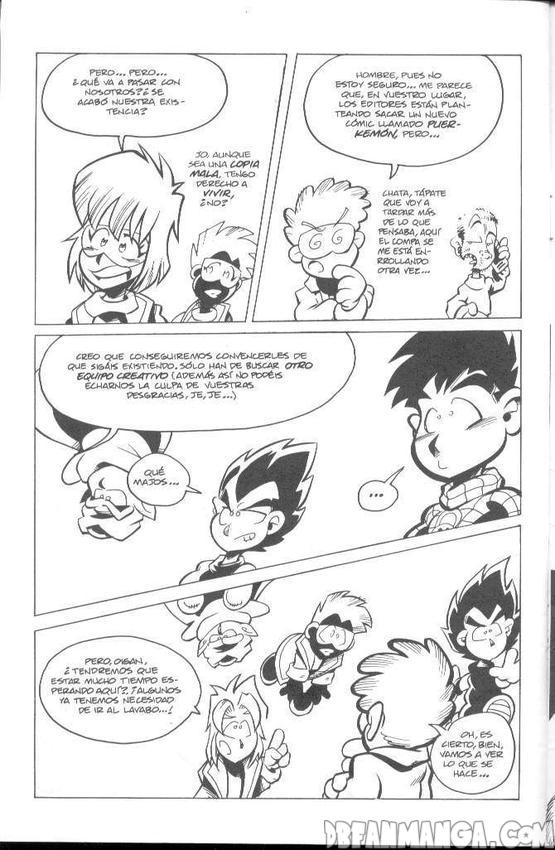 PERO... PERO...
¿QUÉ VA A PASAR CON
NOSOTROS? ¿SE
ACABÓ NUESTRA EXIS-
TENCIA?
JO, AUNQUE
SEA UNA COPIA
MALA, TENGO
DERECHO A
VIVIR,
¿NO?
HOMBRE, PUES NO
ESTOY SEGURO... ME PARECE
QUE, EN VUESTRO LUGAR,
LOS EDITORES ESTÁN PLAN-
TEANDO SACAR UN NUEVO
CÓMIC LLAMADO PUER-
KEMÓN, PERO...
CHATA, TÁPATE
QUE VOY A
TARDAR MÁS
DE LO QUE
PENSABA, AQUÍ
EL COMPA SE
ME ESTÁ EN-
RROLLANDO
OTRA VEZ...
CREO QUE CONSEGUIREMOS CONVENCERLES DE
QUE SIGÁIS EXISTIENDO. SÓLO HAN DE BUSCAR OTRO
EQUIPO CREATIVO (ADEMÁS ASÍ NO PODÉIS
ECHARNOS LA CULPA DE VUESTRAS
DESGRACIAS, JE, JE...)
QUÉ
MAJOS...
...
PERO, OIGAN,
¿TENDREMOS QUE
ESTAR MUCHO TIEMPO ES-
PERANDO AQUÍ?. ¡ALGUNOS
YA TENEMOS NECESIDAD
DE IR AL LAVABO...!
OH, ES
CIERTO, BIEN,
VAMOS A VER
LO QUE SE
HACE...
DREANMANGA.COM